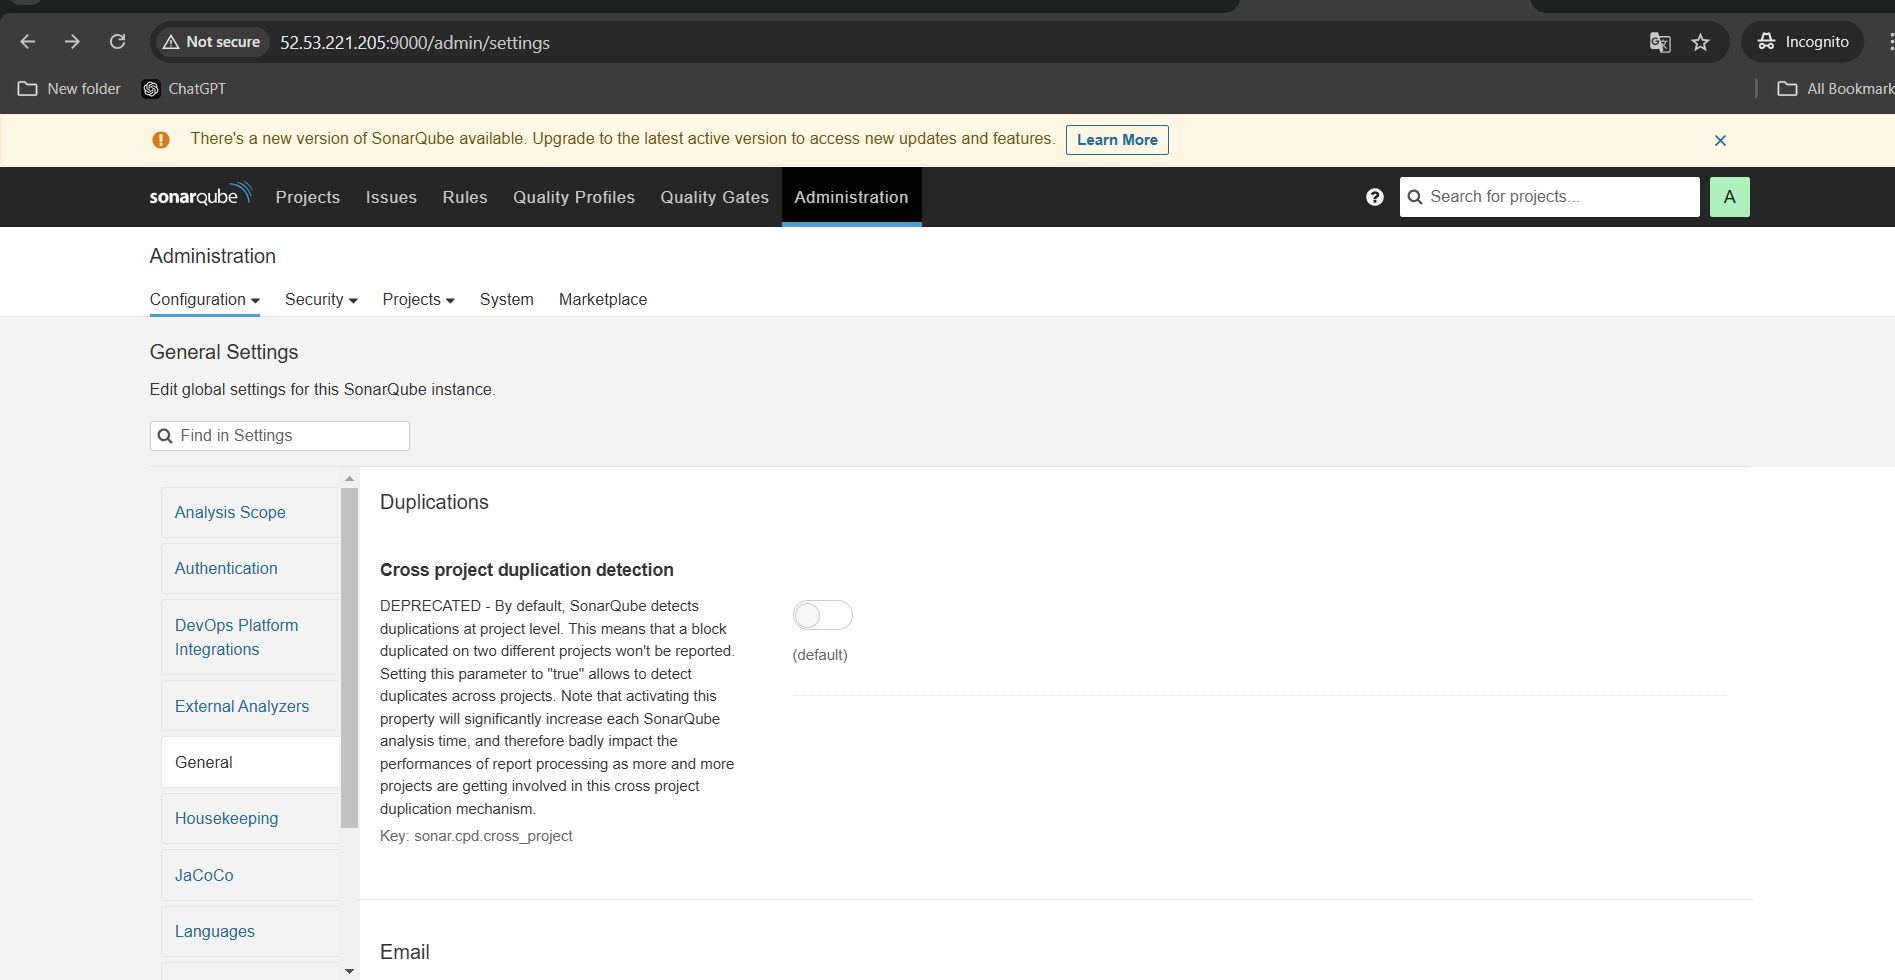 Not secure 52.53.221.205:9000/admin/settings Incognito
New folder ChatGPT All Bookmark
There's a new version of SonarQube available. Upgrade to the latest active version to access new updates and features. Learn More
sonarqube Projects Issues Rules Quality Profiles Quality Gates Administration Search for projects... A
Administration
Configuration Security Projects System Marketplace
General Settings
Edit global settings for this SonarQube instance.
Find in Settings
Analysis Scope
Authentication
DevOps Platform
Integrations
External Analyzers
General
Housekeeping
JaCoCo
Languages
Duplications
Cross project duplication detection
DEPRECATED - By default, SonarQube detects
duplications at project level. This means that a block
duplicated on two different projects won't be reported.
Setting this parameter to "true" allows to detect
duplicates across projects. Note that activating this
property will significantly increase each SonarQube
analysis time, and therefore badly impact the
performances of report processing as more and more
projects are getting involved in this cross project
duplication mechanism.
Key: sonar.cpd.cross_project
(default)
Email